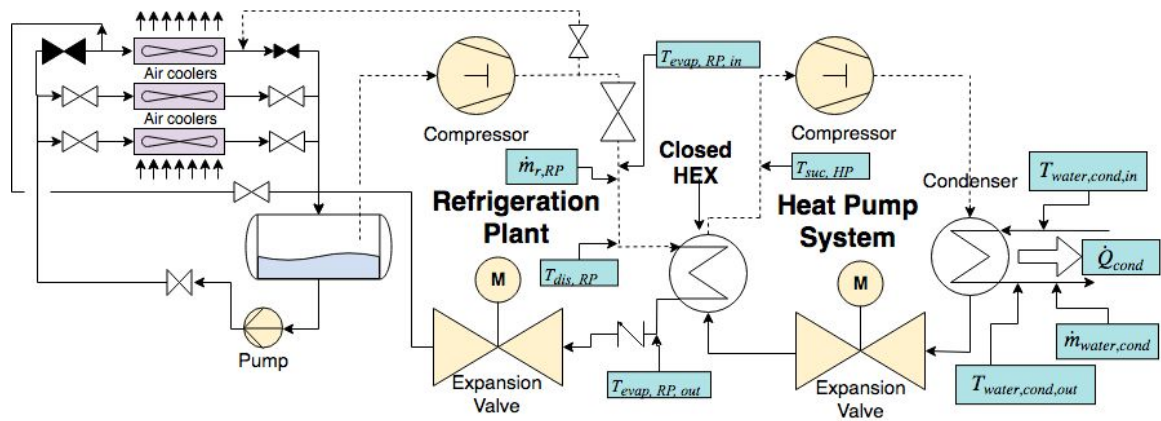 Air coolers
Air coolers
Compressor
T_evap, RP, in
Compressor
ṁ_r,RP
Closed
HEX
T_suc, HP
Condenser
T_water,cond,in
Refrigeration
Plant
Heat Pump
System
Q̇_cond
T_dis, RP
M
M
ṁ_water,cond
Pump
Expansion
Valve
T_evap, RP, out
Expansion
Valve
T_water,cond,out